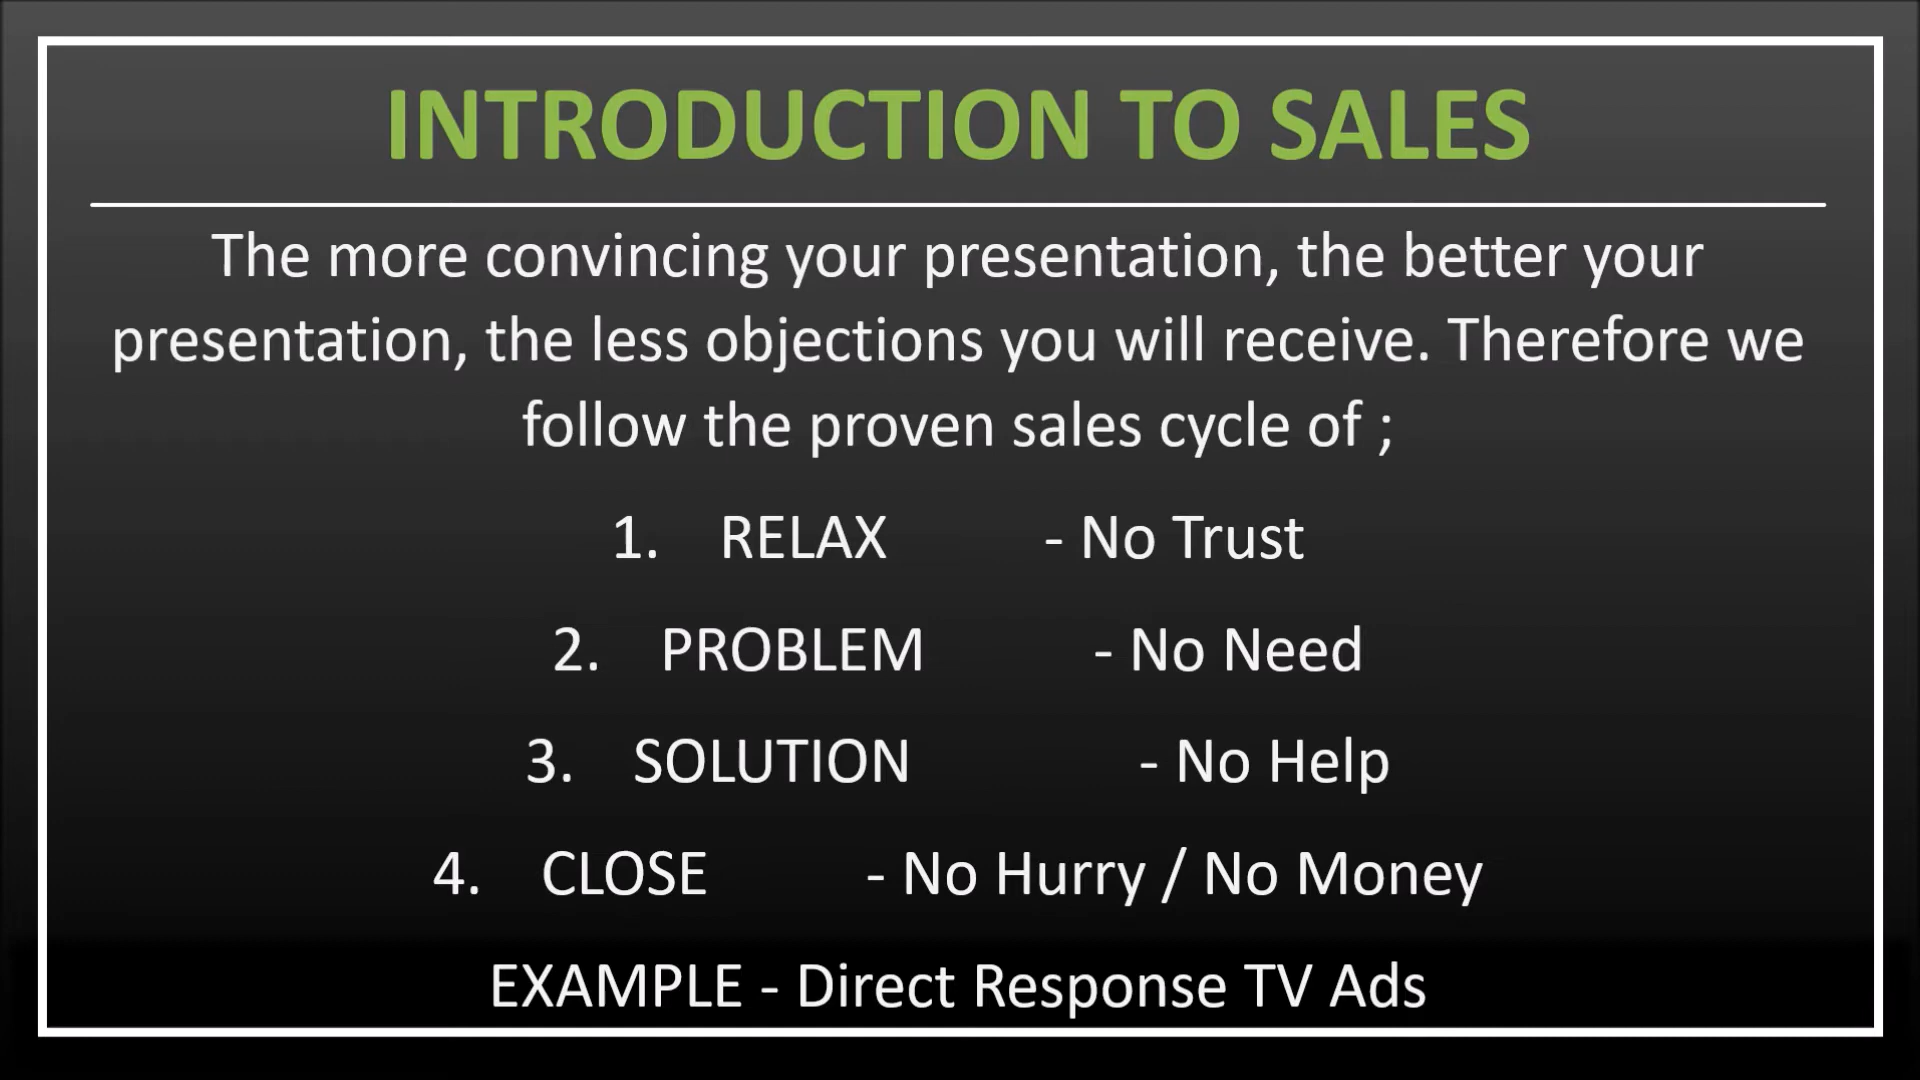 INTRODUCTION TO SALES
The more convincing your presentation, the better your
presentation, the less objections you will receive. Therefore we
follow the proven sales cycle of ;
1. RELAX - No Trust
2. PROBLEM - No Need
3. SOLUTION - No Help
4. CLOSE - No Hurry / No Money
EXAMPLE - Direct Response TV Ads